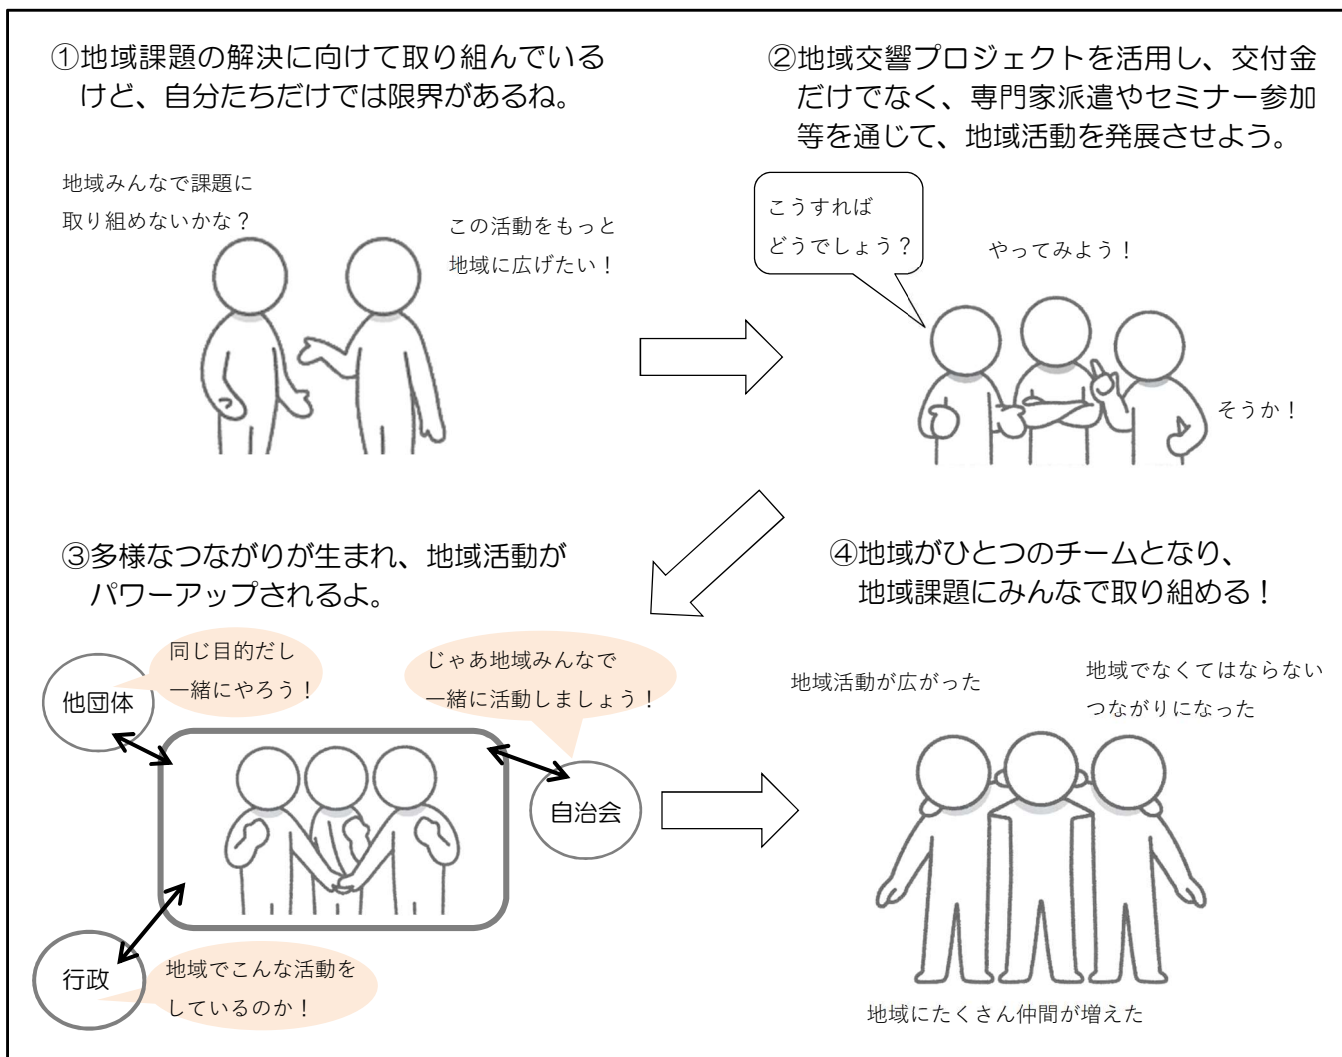 ①地域課題の解決に向けて取り組んでいる
けど、自分たちだけでは限界があるね。
地域みんなで課題に
取り組めないかな？
この活動をもっと
地域に広げたい！
②地域交響プロジェクトを活用し、交付金
だけでなく、専門家派遣やセミナー参加
等を通じて、地域活動を発展させよう。
こうすれば
どうでしょう？
やってみよう！
そうか！
③多様なつながりが生まれ、地域活動が
パワーアップされるよ。
他団体
同じ目的だし
一緒にやろう！
じゃあ地域みんなで
一緒に活動しましょう！
自治会
行政
地域でこんな活動を
しているのか！
④地域がひとつのチームとなり、
地域課題にみんなで取り組める！
地域活動が広がった
地域でなくてはならない
つながりになった
地域にたくさん仲間が増えた